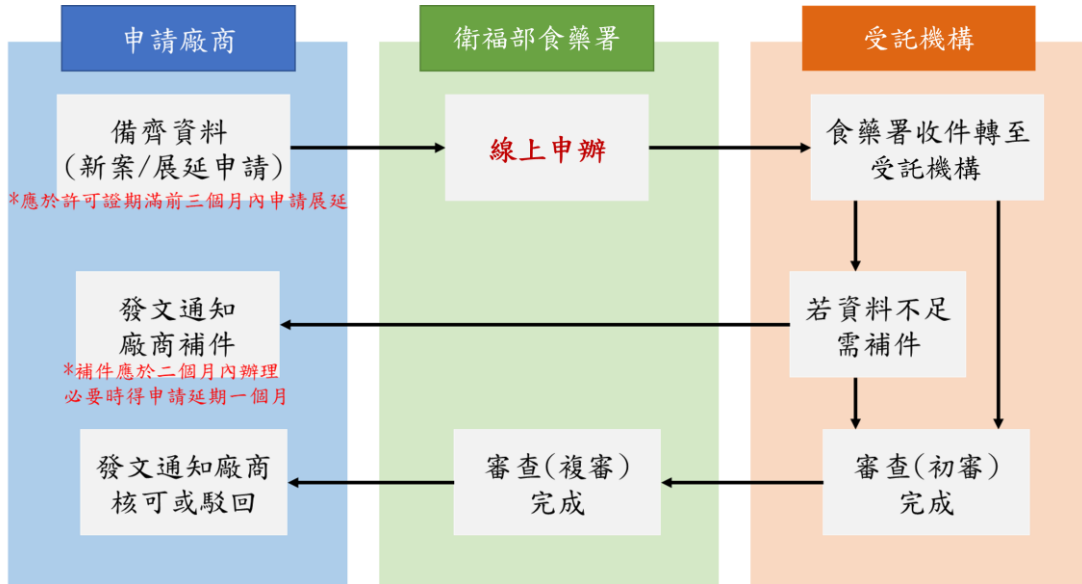 申請廠商
衛福部食藥署
受託機構
備齊資料
(新案/展延申請)
*應於許可證期滿前三個月內申請展延
線上申辦
食藥署收件轉至
受託機構
發文通知
廠商補件
*補件應於二個月內辦理
必要時得申請延期一個月
若資料不足
需補件
發文通知廠商
核可或駁回
審查(複審)
完成
審查(初審)
完成